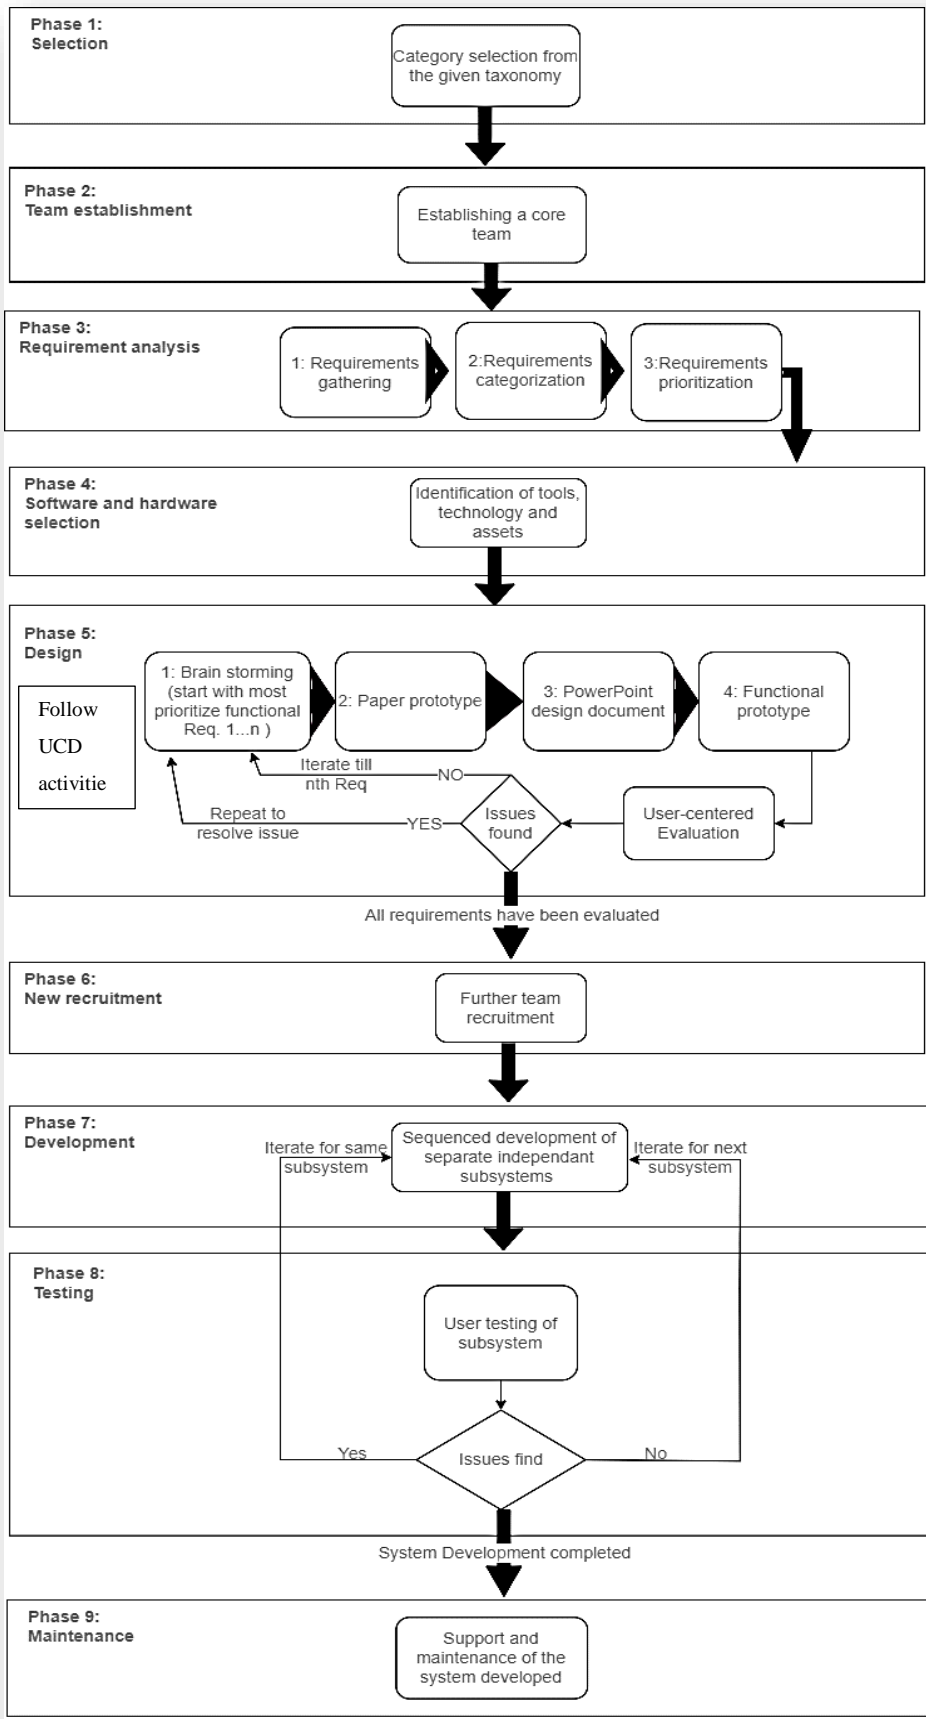 Phase 1:
Selection
Category selection from
the given taxonomy
Phase 2:
Team establishment
Establishing a core
team
Phase 3:
Requirement analysis
1: Requirements
gathering
2:Requirements
categorization
3:Requirements
prioritization
Phase 4:
Software and hardware
selection
Identification of tools,
technology and
assets
Phase 5:
Design
Follow
UCD
activitie
1: Brain storming
(start with most
prioritize functional
Req. 1...n )
2: Paper prototype
3: PowerPoint
design document
4: Functional
prototype
Iterate till
nth Req
NO
Repeat to
resolve issue
YES
Issues
found
User-centered
Evaluation
All requirements have been evaluated
Phase 6:
New recruitment
Further team
recruitment
Phase 7:
Development
Iterate for same
subsystem
Sequenced development of
separate independant
subsystems
Iterate for next
subsystem
Phase 8:
Testing
User testing of
subsystem
Yes
Issues find
No
System Development completed
Phase 9:
Maintenance
Support and
maintenance of the
system developed